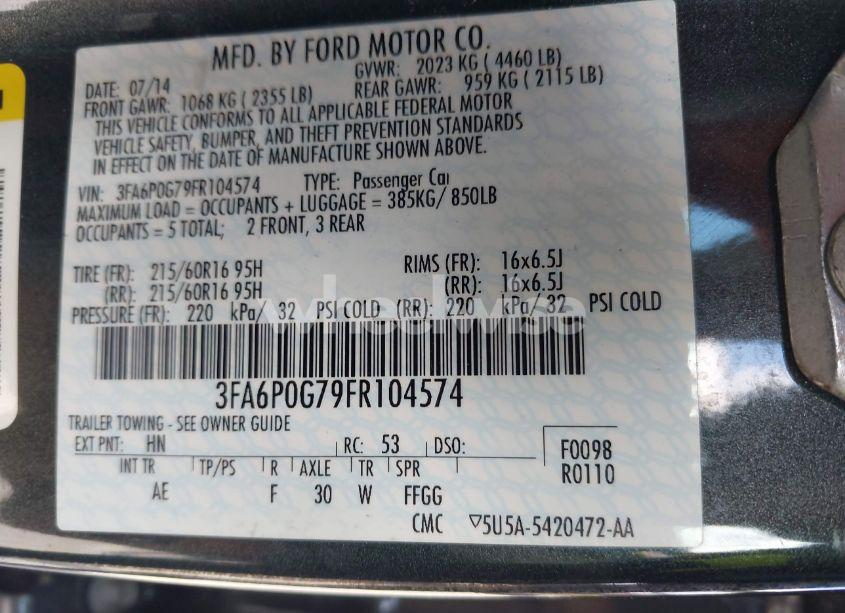 MFD. BY FORD MOTOR CO.
DATE: 07/14 GVWR: 2023 KG ( 4460 LB)
FRONT GAWR: 1068 KG ( 2355 LB) REAR GAWR: 959 KG ( 2115 LB)
THIS VEHICLE CONFORMS TO ALL APPLICABLE FEDERAL MOTOR
VEHICLE SAFETY, BUMPER, AND THEFT PREVENTION STANDARDS
IN EFFECT ON THE DATE OF MANUFACTURE SHOWN ABOVE.
VIN: 3FA6P0G79FR104574 TYPE: Passenger Car
MAXIMUM LOAD = OCCUPANTS + LUGGAGE = 385KG/ 850LB
OCCUPANTS = 5 TOTAL; 2 FRONT, 3 REAR
TIRE (FR): 215/60R16 95H RIMS (FR): 16x6.5J
(RR): 215/60R16 95H (RR): 16x6.5J
PRESSURE (FR): 220 kPa/ 32 PSI COLD (RR): 220 kPa/ 32 PSI COLD
wheelwise
3FA6P0G79FR104574
TRAILER TOWING - SEE OWNER GUIDE
EXT PNT: HN RC: 53 DSO: F0098
INT TR TP/PS R AXLE TR SPR R0110
AE F 30 W FFGG
CMC ▽5U5A-5420472-AA